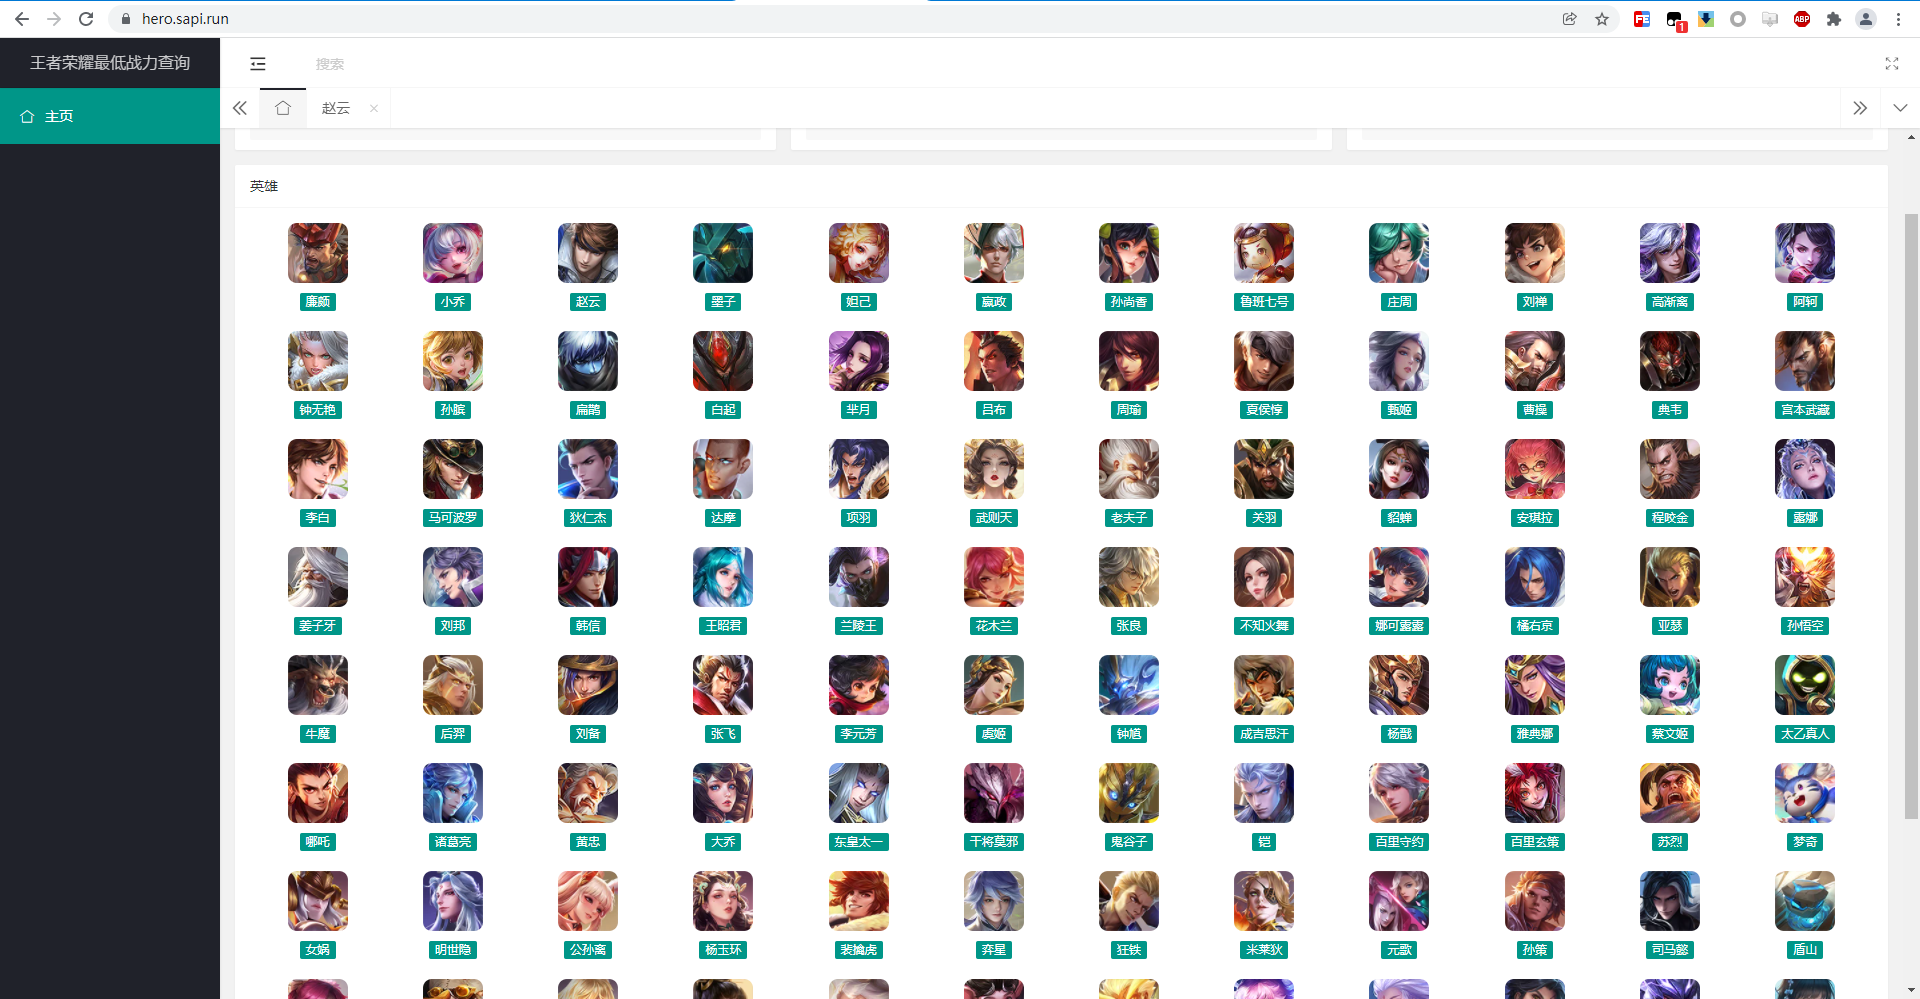 hero.sapi.run
1
ABP
王者荣耀最低战力查询
搜索
主页
赵云
英雄
廉颇 小乔 赵云 墨子 妲己 嬴政 孙尚香 鲁班七号 庄周 刘禅 高渐离 阿轲
钟无艳 孙膑 扁鹊 白起 芈月 吕布 周瑜 夏侯惇 甄姬 曹操 典韦 宫本武藏
李白 马可波罗 狄仁杰 达摩 项羽 武则天 老夫子 关羽 貂蝉 安琪拉 程咬金 露娜
姜子牙 刘邦 韩信 王昭君 兰陵王 花木兰 张良 不知火舞 娜可露露 橘右京 亚瑟 孙悟空
牛魔 后羿 刘备 张飞 李元芳 虞姬 钟馗 成吉思汗 杨戬 雅典娜 蔡文姬 太乙真人
哪吒 诸葛亮 黄忠 大乔 东皇太一 干将莫邪 鬼谷子 铠 百里守约 百里玄策 苏烈 梦奇
女娲 明世隐 公孙离 杨玉环 裴擒虎 弈星 狂铁 米莱狄 元歌 孙策 司马懿 盾山